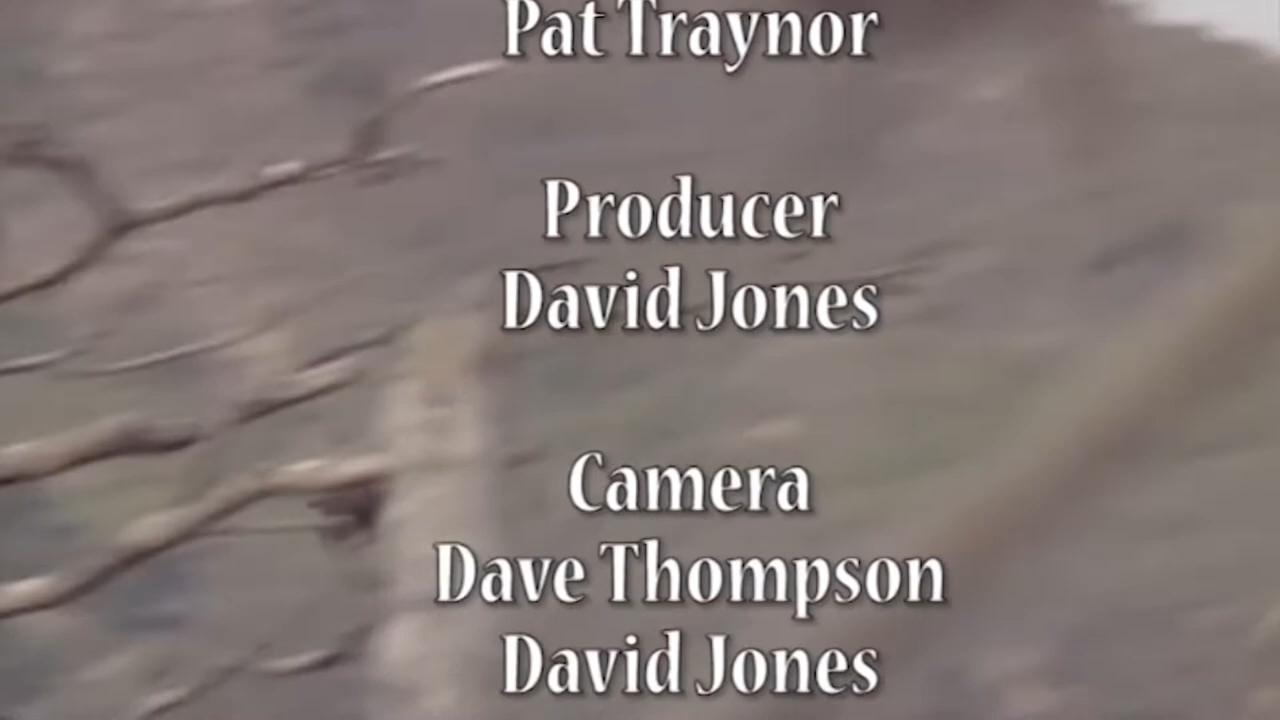 Pat Traynor
Producer
David Jones
Camera
Dave Thompson
David Jones